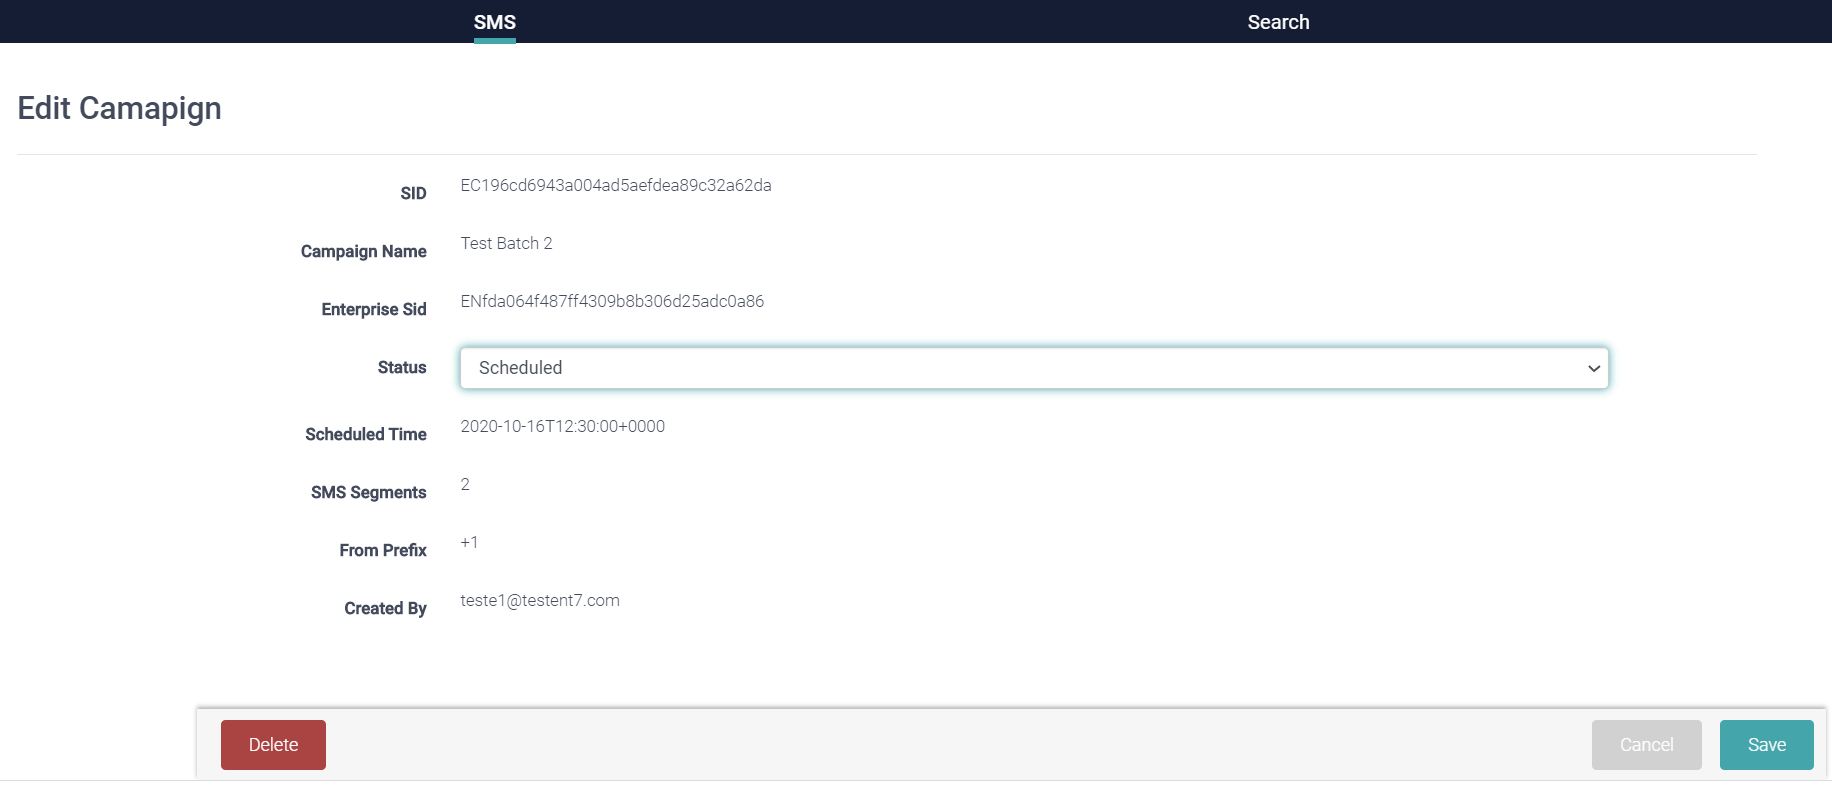 SMS
Search
Edit Camapign
SID
EC196cd6943a004ad5aefdea89c32a62da
Campaign Name
Test Batch 2
Enterprise Sid
ENfda064f487ff4309b8b306d25adc0a86
Status
Scheduled
Scheduled Time
2020-10-16T12:30:00+0000
SMS Segments
2
From Prefix
+1
Created By
teste1@testent7.com
Delete
Cancel
Save